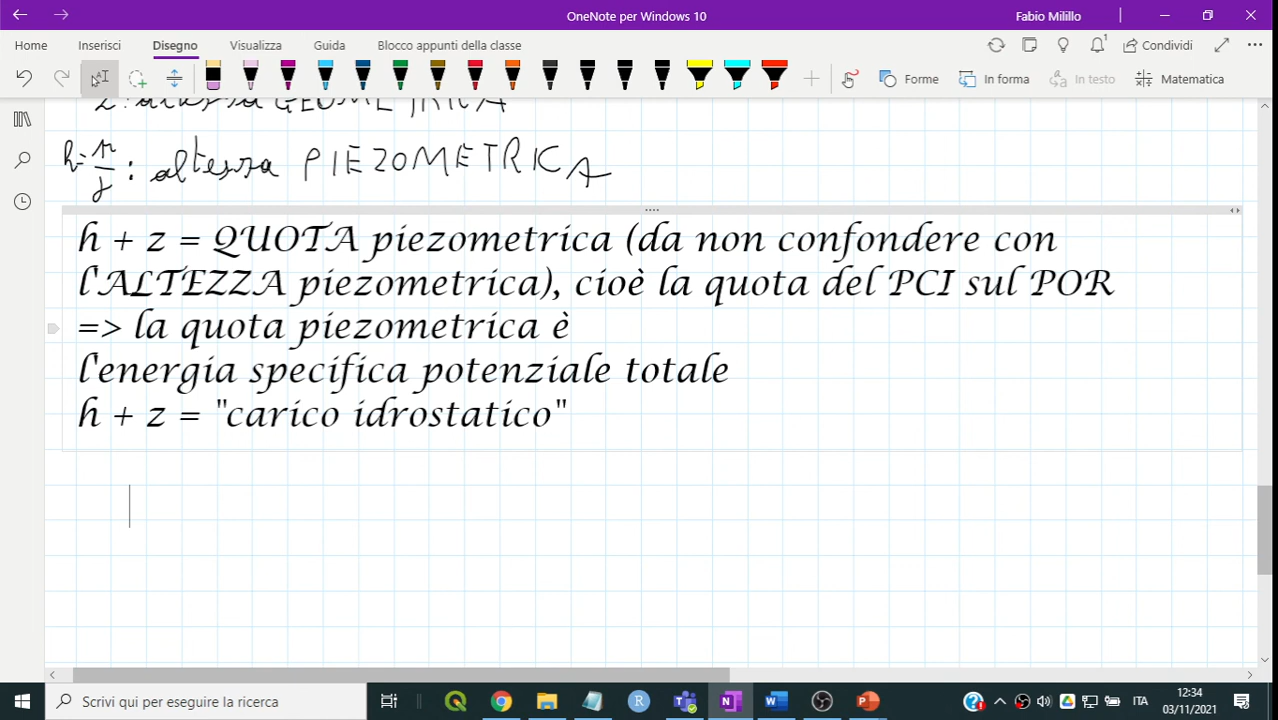 OneNote per Windows 10
Fabio Milillo
Home Inserisci Disegno Visualizza Guida Blocco appunti della classe
Condividi
Forme In forma In testo Matematica
z: altezza GEOMETRICA
h = p/γ : altezza PIEZOMETRICA
h + z = QUOTA piezometrica (da non confondere con
l'ALTEZZA piezometrica), cioè la quota del PCI sul POR
=> la quota piezometrica è
l'energia specifica potenziale totale
h + z = "carico idrostatico"
Scrivi qui per eseguire la ricerca
ITA
12:34
03/11/2021